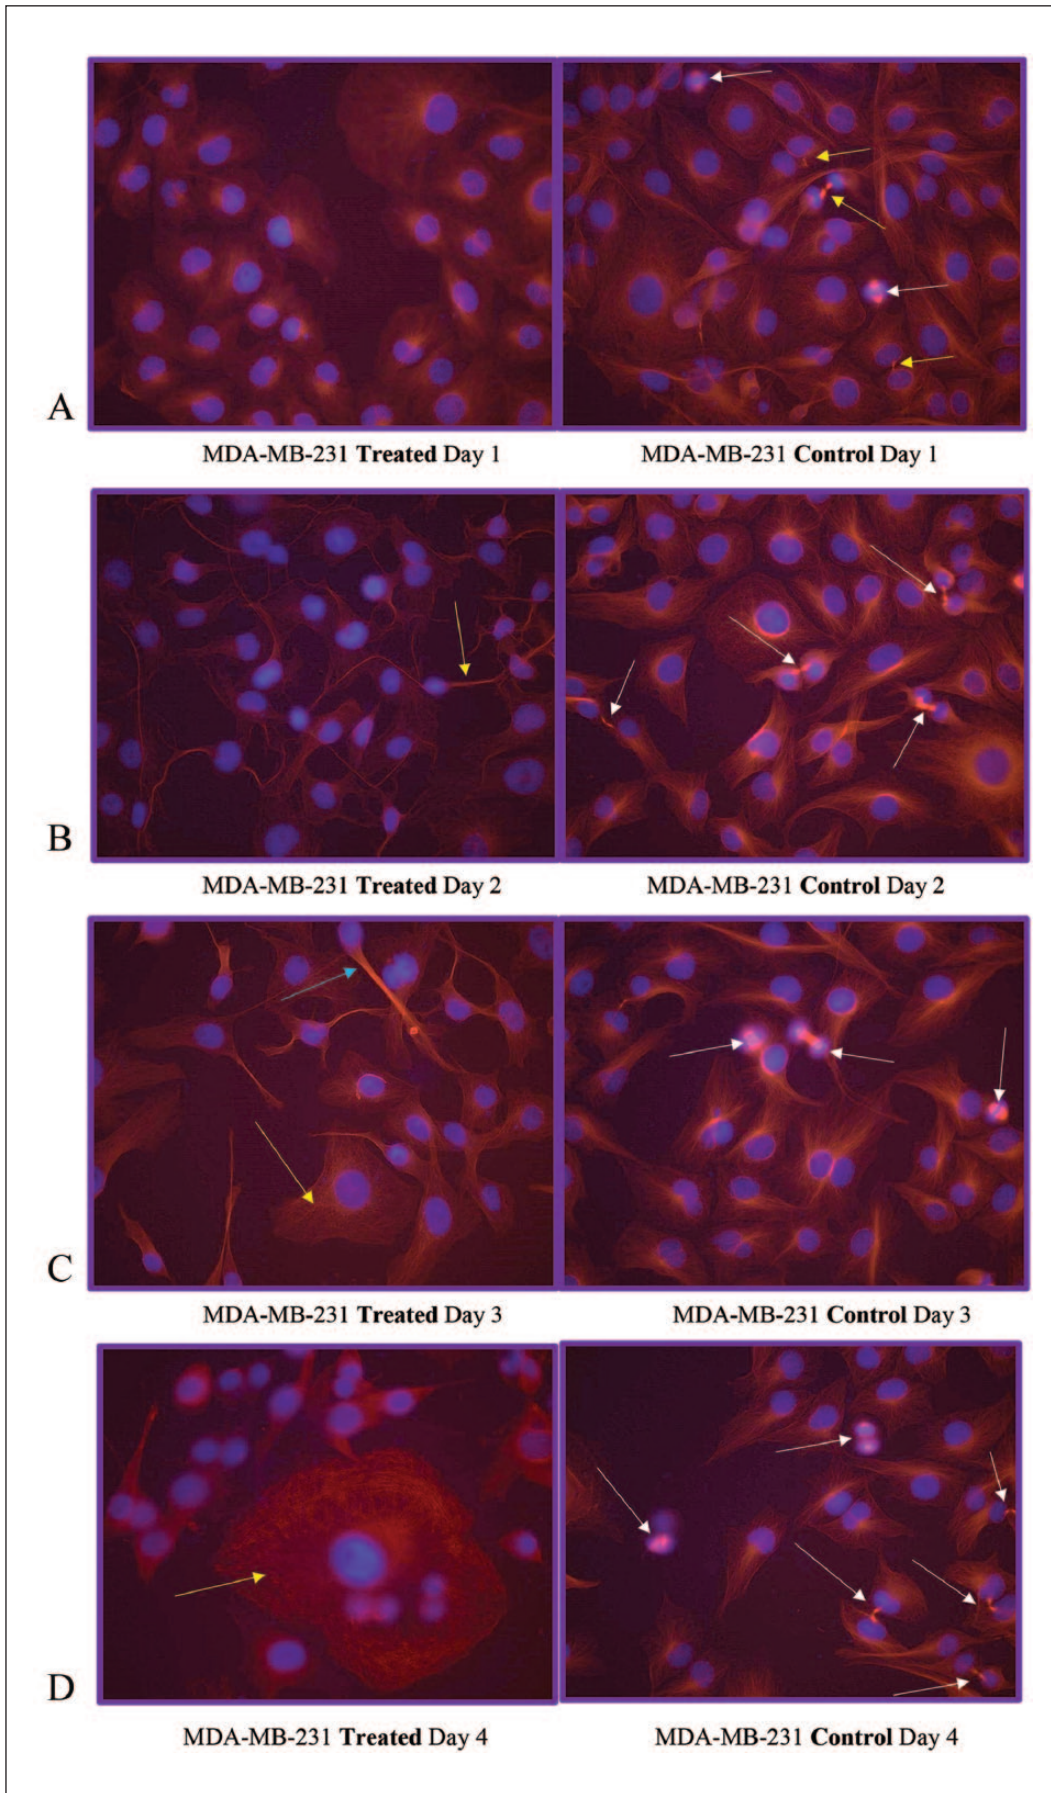 A
MDA-MB-231 Treated Day 1
MDA-MB-231 Control Day 1
B
MDA-MB-231 Treated Day 2
MDA-MB-231 Control Day 2
C
MDA-MB-231 Treated Day 3
MDA-MB-231 Control Day 3
D
MDA-MB-231 Treated Day 4
MDA-MB-231 Control Day 4